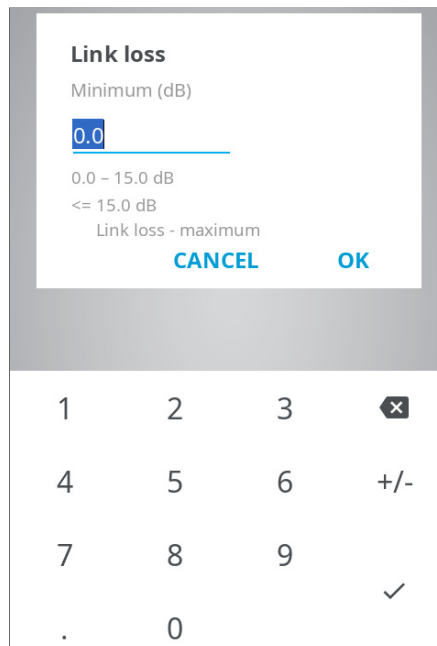 Link loss
Minimum (dB)
0.0
0.0 – 15.0 dB
<= 15.0 dB
Link loss - maximum
CANCEL OK
1 2 3
4 5 6 +/-
7 8 9
. 0